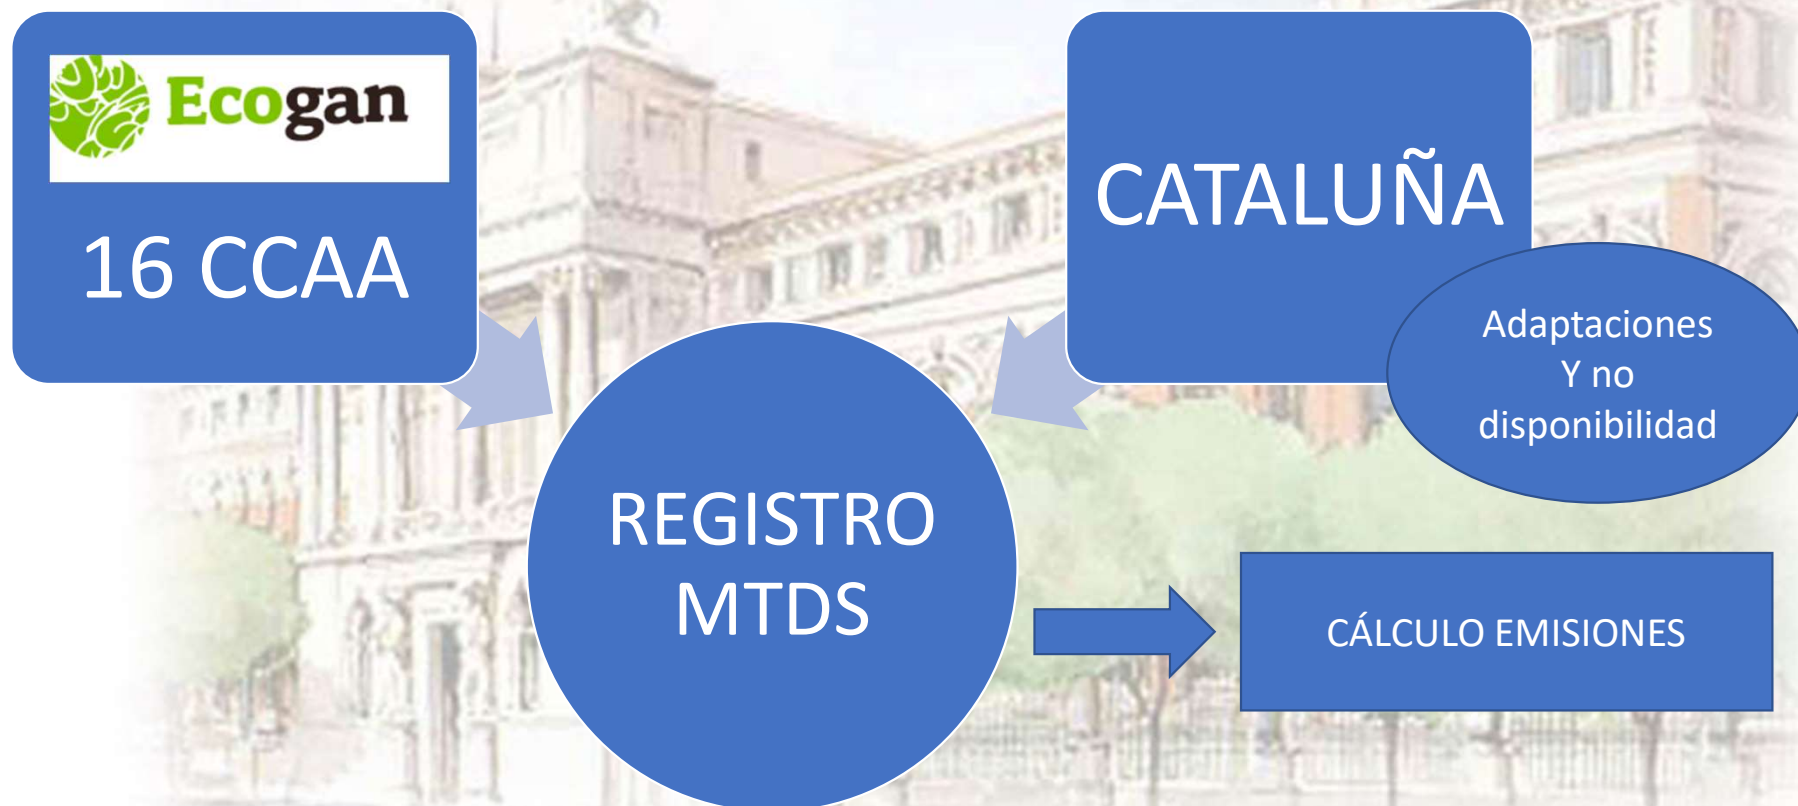 Ecogan
16 CCAA
CATALUÑA
Adaptaciones
Y no
disponibilidad
REGISTRO
MTDS
CÁLCULO EMISIONES